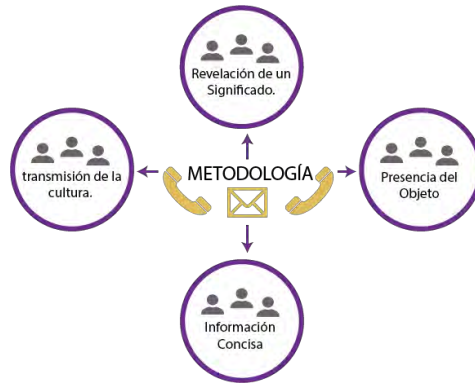 Revelación de un
Significado.
transmisión de la
cultura.
METODOLOGÍA
Presencia del
Objeto
Información
Concisa